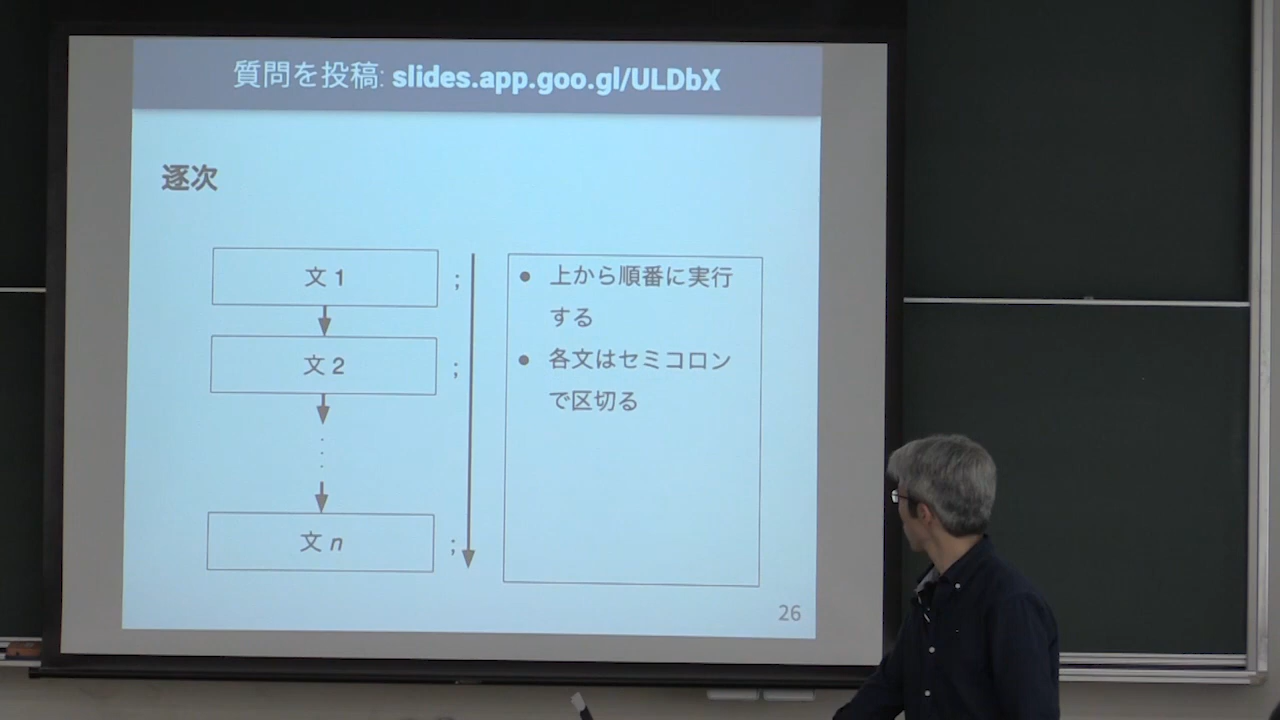 質問を投稿: slides.app.goo.gl/ULDbX
逐次
文 1 ;
文 2 ;
文 n ;
● 上から順番に実行
する
● 各文はセミコロン
で区切る
26